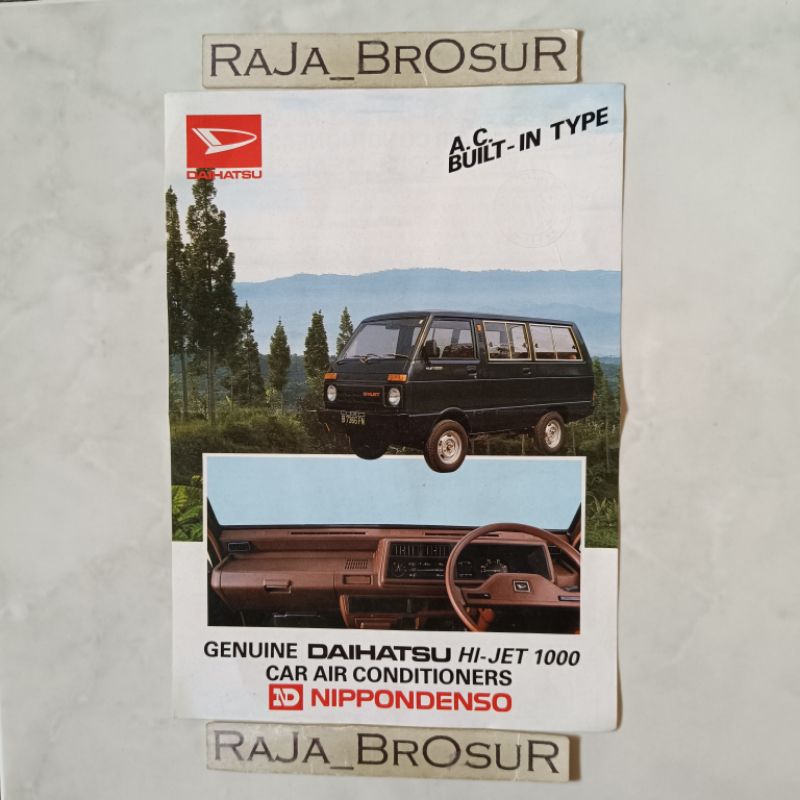 RAJA_BROSUR
DAIHATSU
A.C.
BUILT-IN TYPE
GENUINE DAIHATSU HI-JET 1000
CAR AIR CONDITIONERS
ND NIPPONDENSO
RAJA_BROSUR